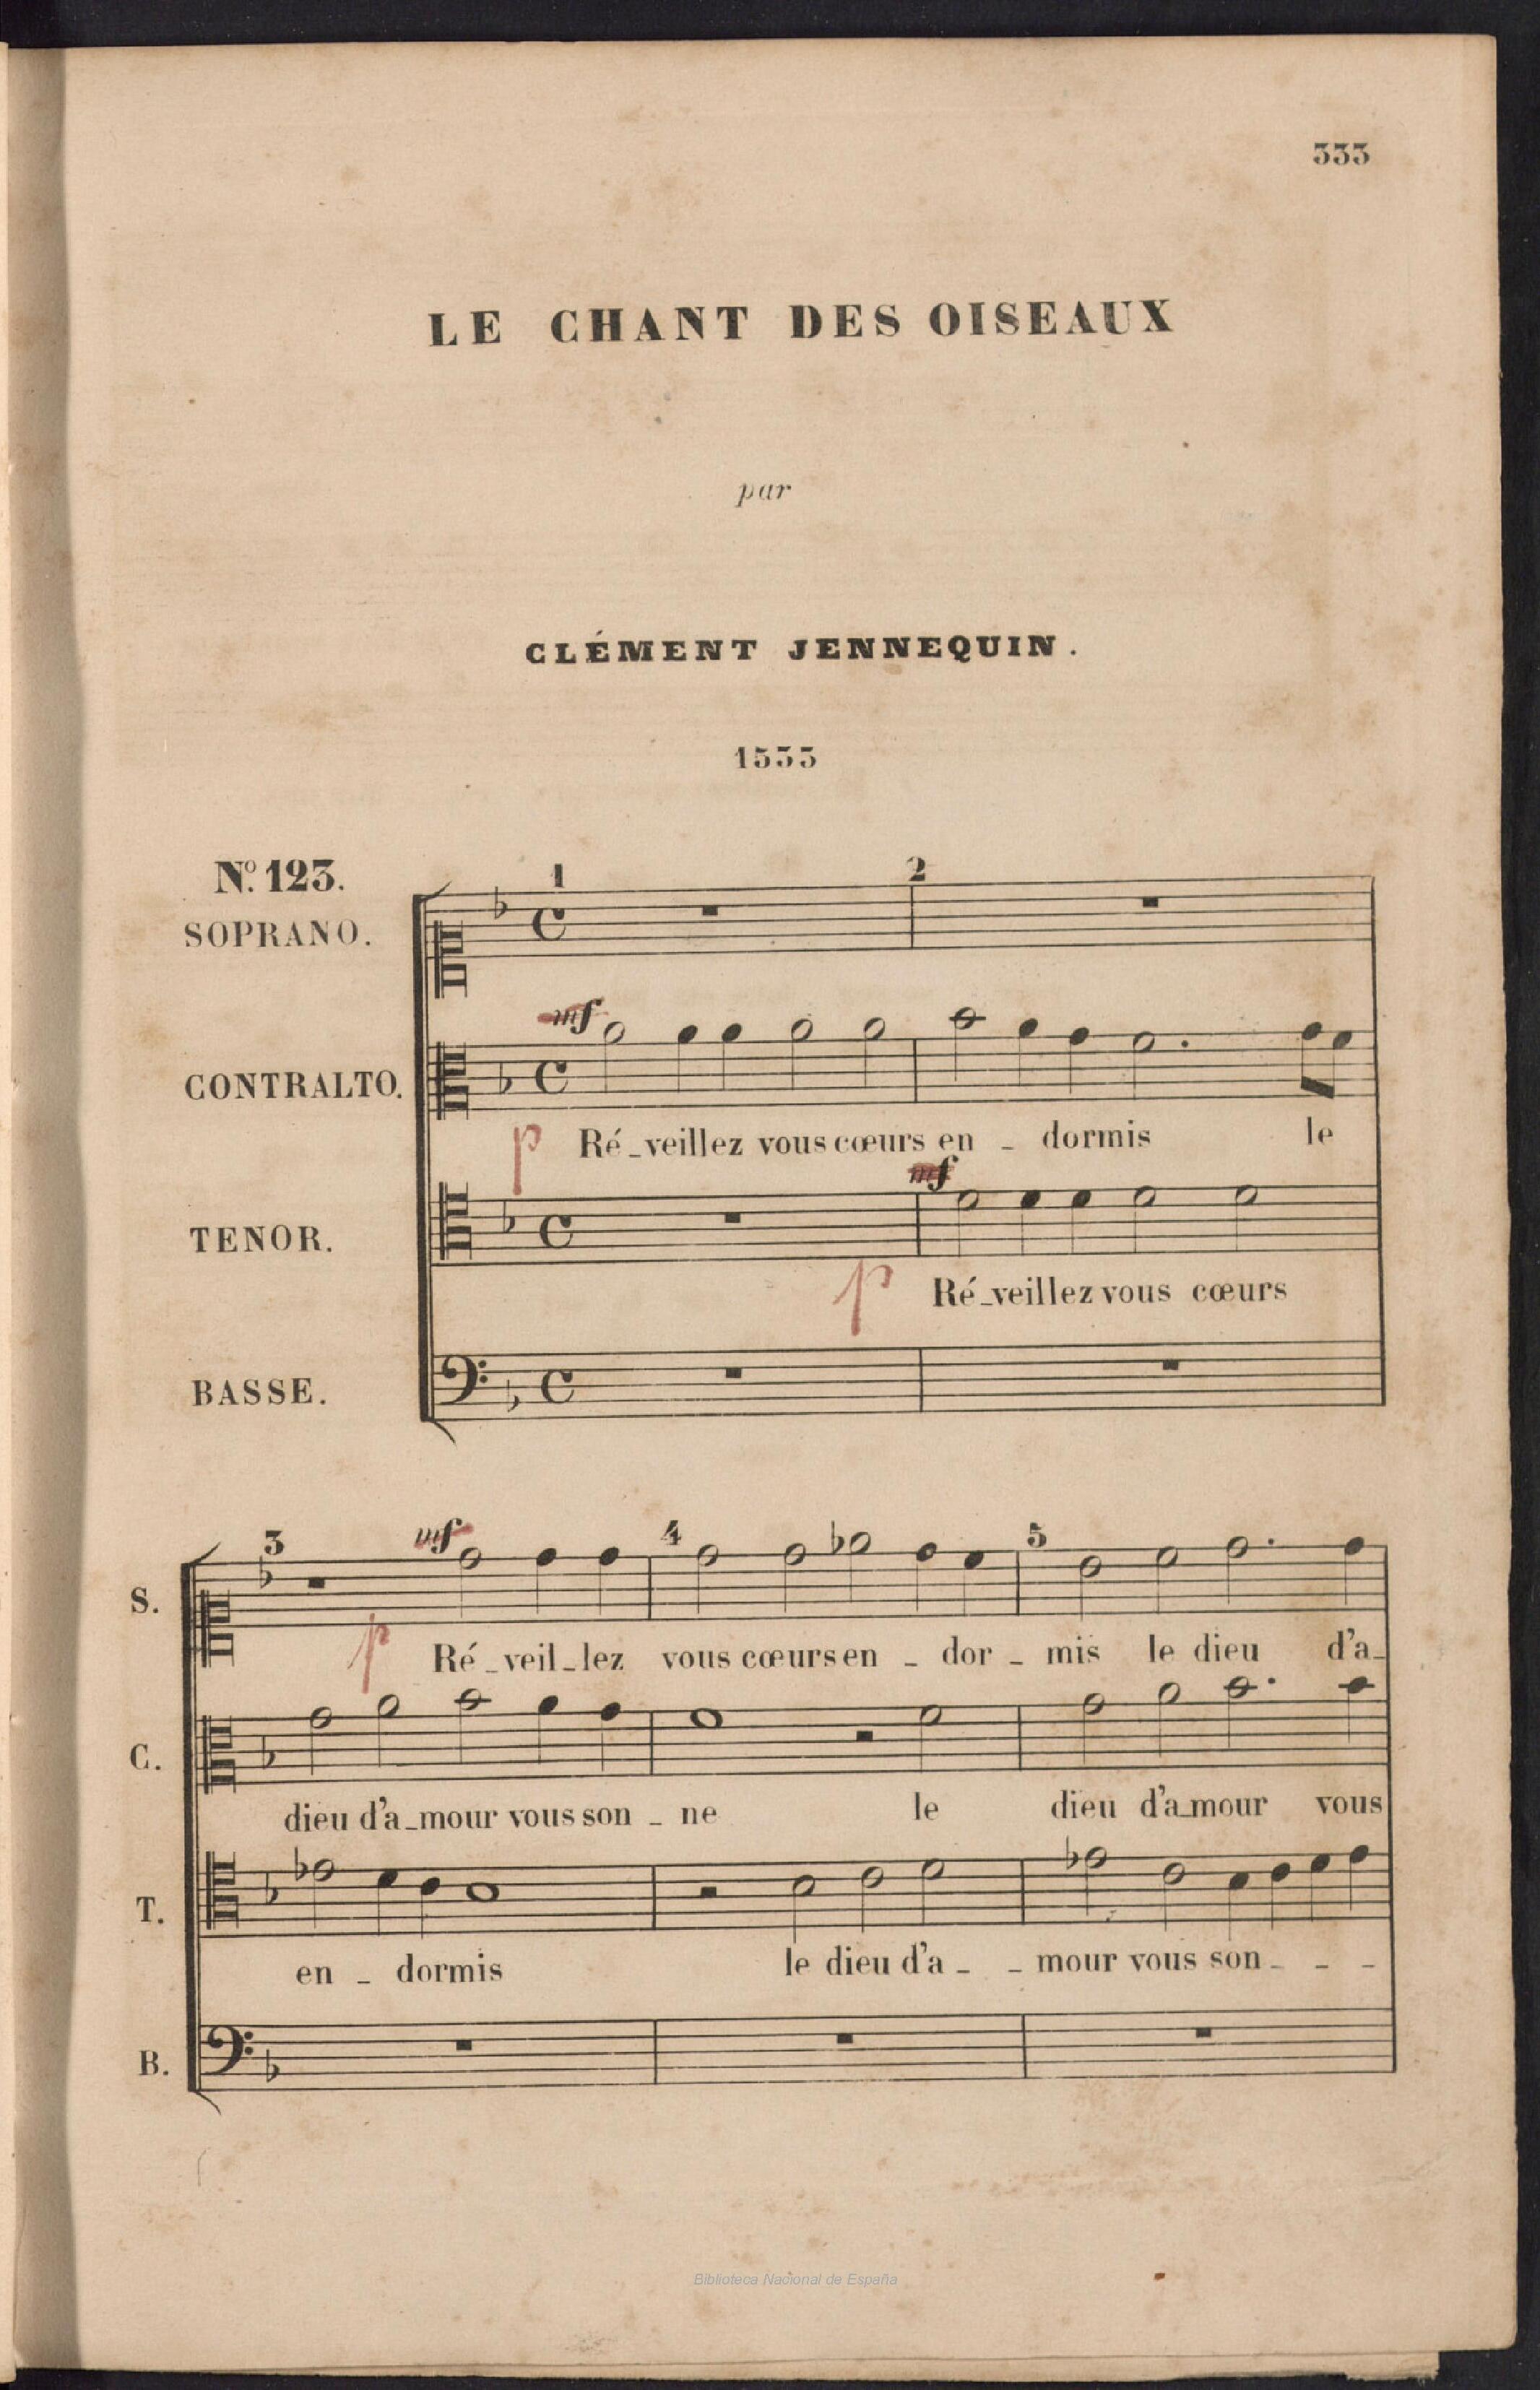 333
LE CHANT DES OISEAUX
par
CLÉMENT JENNEQUIN.
1533
Nº. 123.
1 2
SOPRANO.
mf
CONTRALTO.
p Ré_veillez vous cœurs en _ dormis le
mf
TENOR.
p Ré_veillez vous cœurs
BASSE.
3 mf 4 5
S.
p Ré_veil_lez vous cœurs en _ dor _ mis le dieu d'a_
C.
dieu d'a_mour vous son _ ne le dieu d'a_mour vous
T.
en _ dormis le dieu d'a _ _ mour vous son _ _ _
B.
Biblioteca Nacional de España